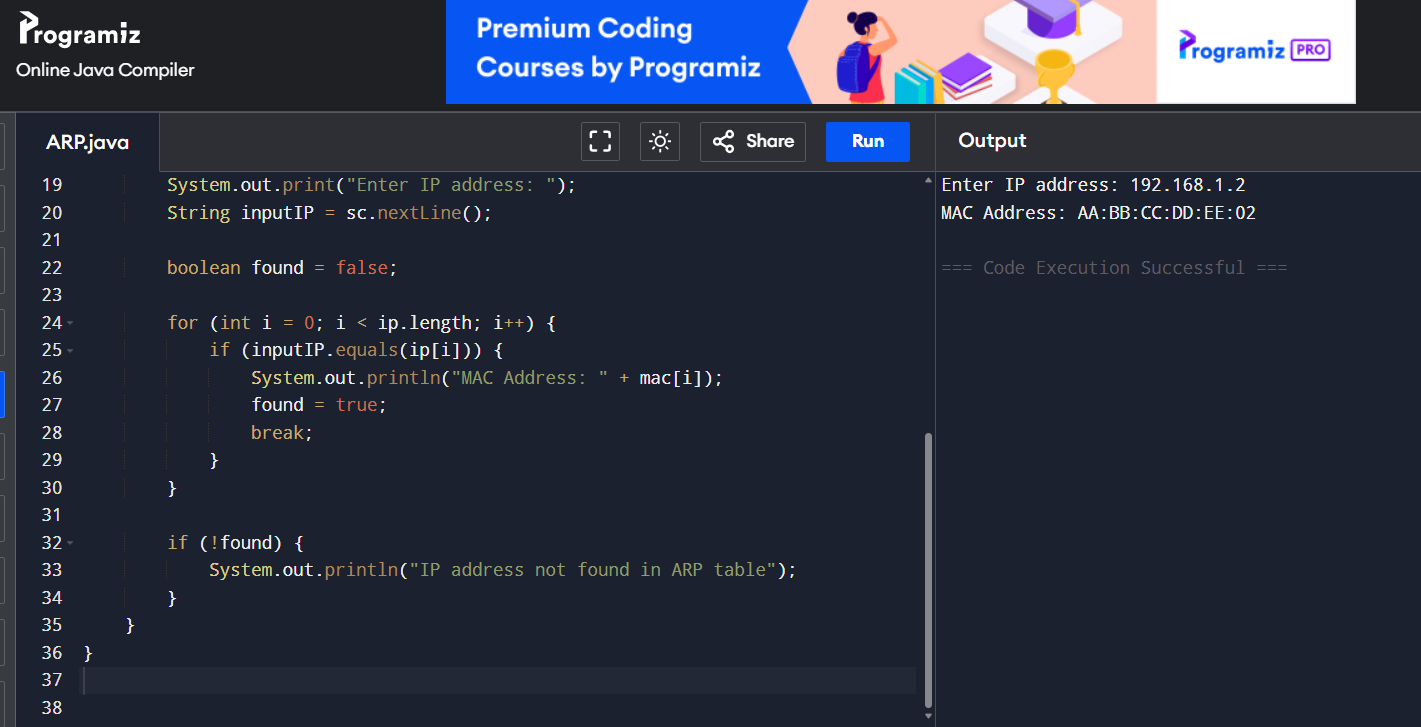 Programiz
Online Java Compiler
Premium Coding
Courses by Programiz
Programiz PRO
ARP.java
Share
Run
Output
19 System.out.print("Enter IP address: ");
20 String inputIP = sc.nextLine();
21
22 boolean found = false;
23
24 for (int i = 0; i < ip.length; i++) {
25 if (inputIP.equals(ip[i])) {
26 System.out.println("MAC Address: " + mac[i]);
27 found = true;
28 break;
29 }
30 }
31
32 if (!found) {
33 System.out.println("IP address not found in ARP table");
34 }
35 }
36 }
37
38
Enter IP address: 192.168.1.2
MAC Address: AA:BB:CC:DD:EE:02
=== Code Execution Successful ===